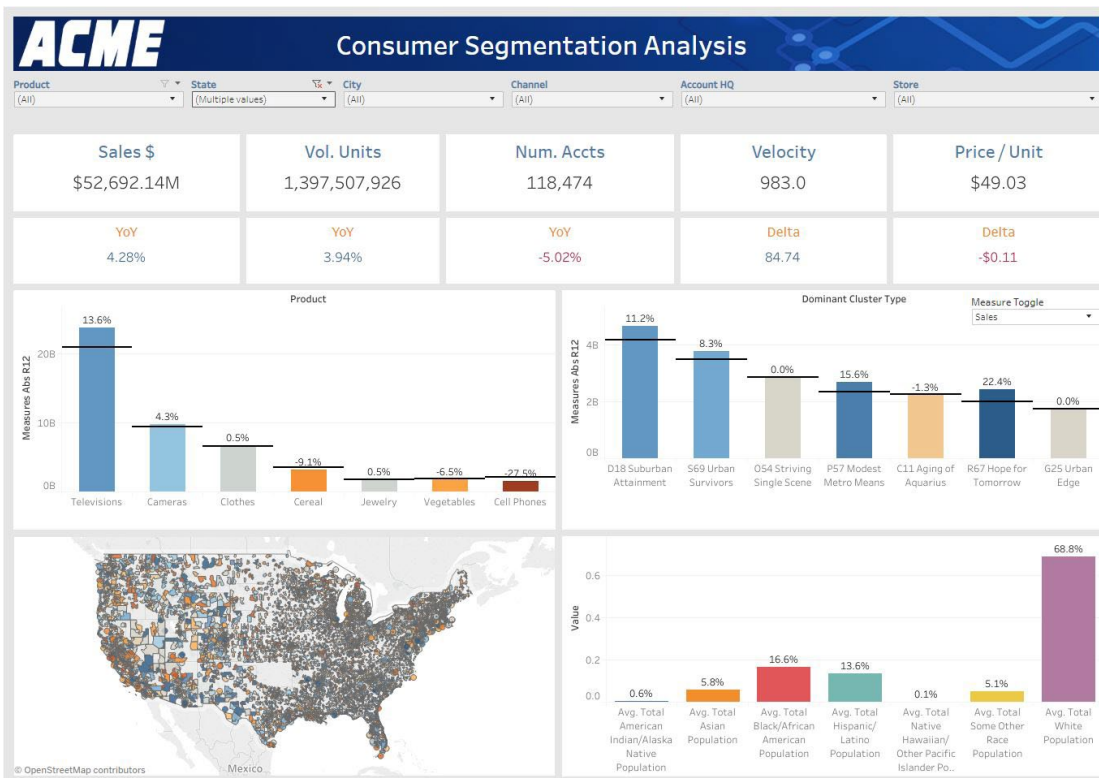 ACME
Consumer Segmentation Analysis
Product State City Channel Account HQ Store
(All) (Multiple values) (All) (All) (All) (All)
Sales $ Vol. Units Num. Accts Velocity Price / Unit
$52,692.14M 1,397,507,926 118,474 983.0 $49.03
YoY YoY YoY Delta Delta
4.28% 3.94% -5.02% 84.74 -$0.11
Product
Measures Abs R12
20B
10B
0B
13.6%
4.3%
0.5%
-9.1%
0.5%
-6.5%
-27.5%
Televisions Cameras Clothes Cereal Jewelry Vegetables Cell Phones
Dominant Cluster Type
Measure Toggle
Sales
Measures Abs R12
4B
2B
0B
11.2%
8.3%
0.0%
15.6%
-1.3%
22.4%
0.0%
D18 Suburban
Attainment
S69 Urban
Survivors
O54 Striving
Single Scene
P57 Modest
Metro Means
C11 Aging of
Aquarius
R67 Hope for
Tomorrow
G25 Urban
Edge
Mexico
© OpenStreetMap contributors
Value
0.6
0.4
0.2
0.0
0.6%
5.8%
16.6%
13.6%
0.1%
5.1%
68.8%
Avg. Total
American
Indian/Alaska
Native
Population
Avg. Total
Asian
Population
Avg. Total
Black/African
American
Population
Avg. Total
Hispanic/
Latino
Population
Avg. Total
Native
Hawaiian/
Other Pacific
Islander Po..
Avg. Total
Some Other
Race
Population
Avg. Total
White
Population